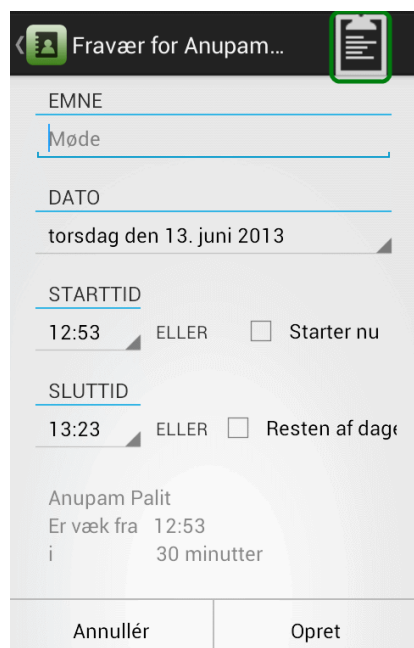 Fravær for Anupam...
EMNE
Møde
DATO
torsdag den 13. juni 2013
STARTTID
12:53 ELLER Starter nu
SLUTTID
13:23 ELLER Resten af dage
Anupam Palit
Er væk fra 12:53
i 30 minutter
Annullér Opret